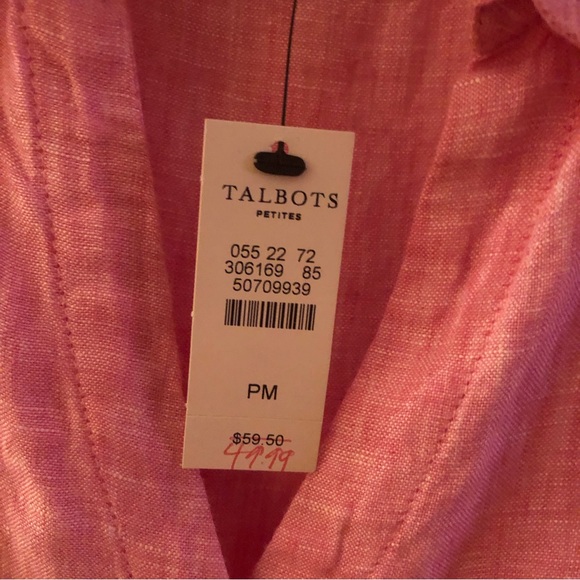 TALBOTS
PETITES
055 22 72
306169 85
50709939
PM
$59.50
49.99